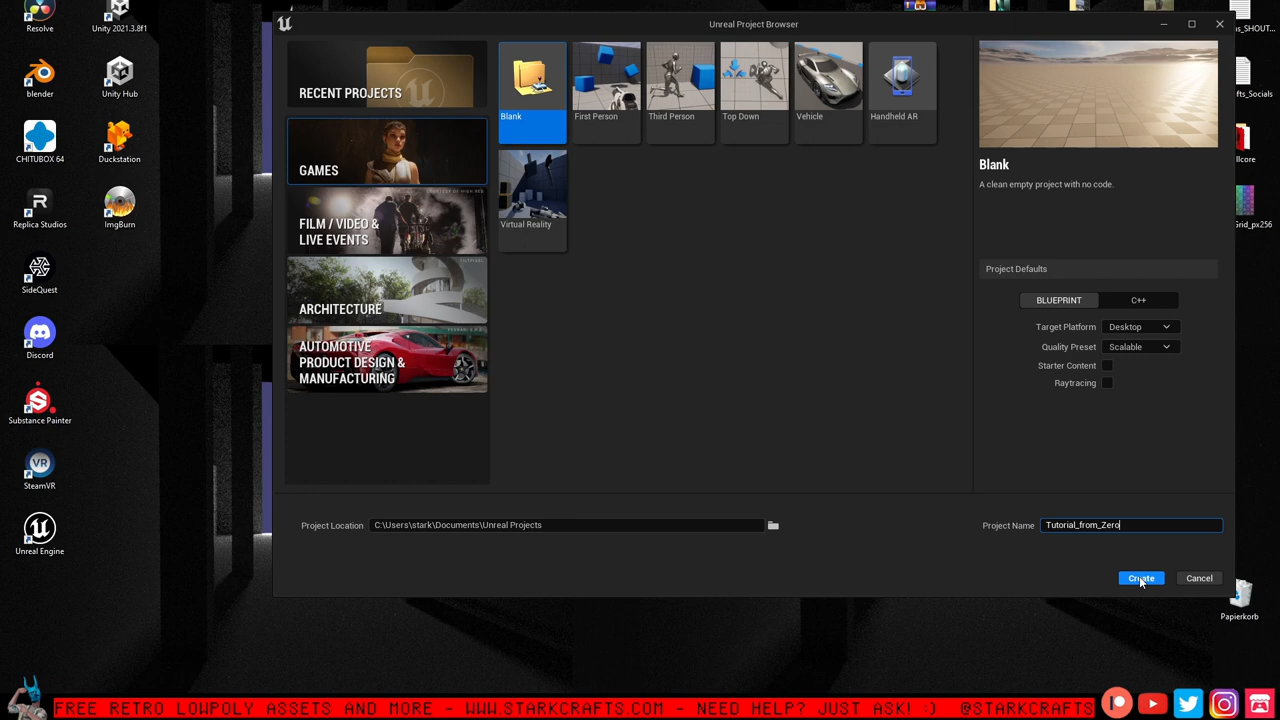 Resolve
Unity 2021.3.8f1
blender
Unity Hub
CHITUBOX 64
Duckstation
Replica Studios
ImgBurn
SideQuest
Discord
Substance Painter
SteamVR
Unreal Engine
Unreal Project Browser
RECENT PROJECTS
GAMES
FILM / VIDEO &
LIVE EVENTS
ARCHITECTURE
AUTOMOTIVE
PRODUCT DESIGN &
MANUFACTURING
Blank
First Person
Third Person
Top Down
Vehicle
Handheld AR
Virtual Reality
Blank
A clean empty project with no code.
Project Defaults
BLUEPRINT
C++
Target Platform
Desktop
Quality Preset
Scalable
Starter Content
Raytracing
Project Location
C:\Users\stark\Documents\Unreal Projects
Project Name
Tutorial_from_Zero
Create
Cancel
as_SHOUT...
afts_Socials
allcore
Grid_px256
Papierkorb
FREE RETRO LOWPOLY ASSETS AND MORE - WWW.STARKCRAFTS.COM - NEED HELP? JUST ASK! :) @STARKCRAFTS